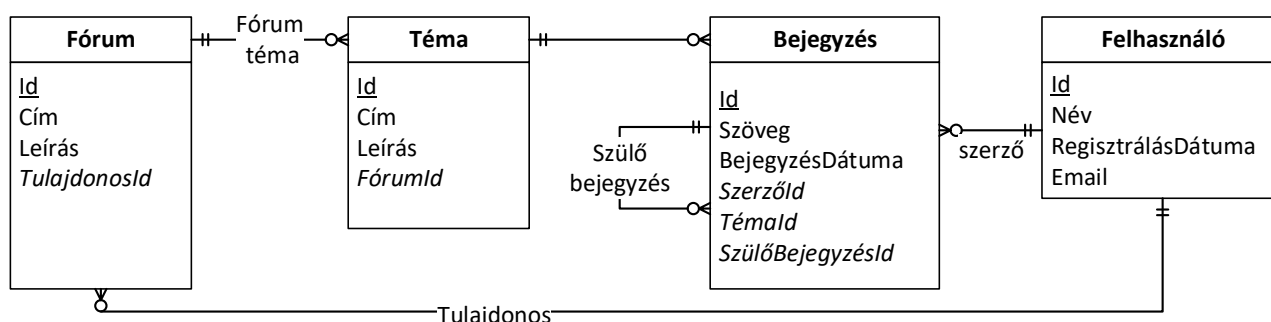 Fórum
Id
Cím
Leírás
TulajdonosId
Fórum
téma
Téma
Id
Cím
Leírás
FórumId
Bejegyzés
Id
Szöveg
BejegyzésDátuma
SzerzőId
TémaId
SzülőBejegyzésId
Szülő
bejegyzés
szerző
Felhasználó
Id
Név
RegisztrálásDátuma
Email
Tulajdonos